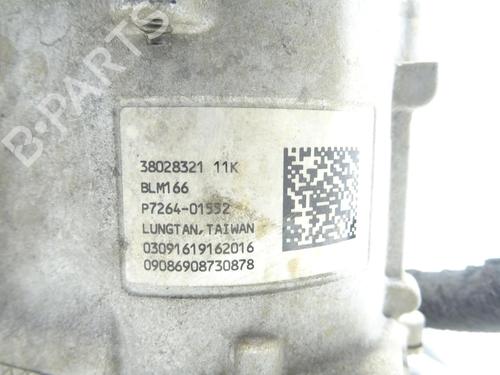 B-PARTS
38028321 11K
BLM166
P7264-01552
LUNGTAN, TAIWAN
03091619162016
09086908730878